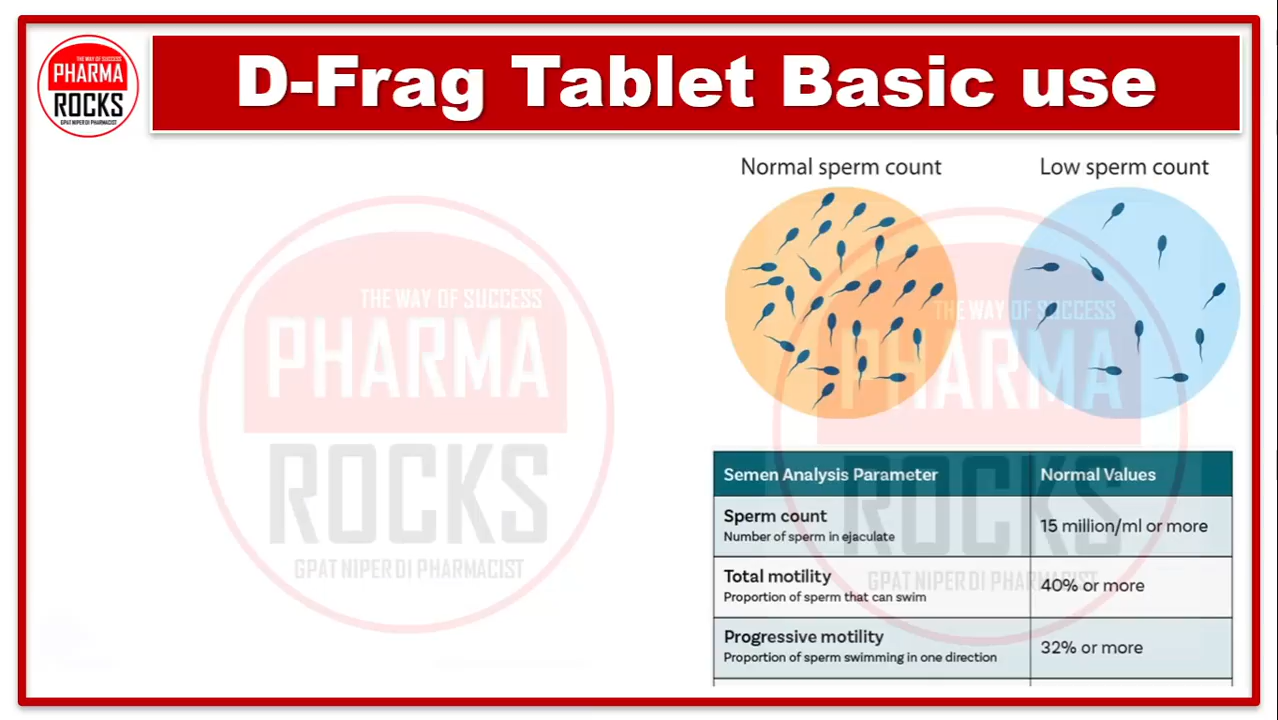 THE WAY OF SUCCESS
PHARMA
ROCKS
GPAT NIPER DI PHARMACIST
D-Frag Tablet Basic use
Normal sperm count
Low sperm count
THE WAY OF SUCCESS
PHARMA
ROCKS
GPAT NIPER DI PHARMACIST
THE WAY OF SUCCESS
PHARMA
ROCKS
GPAT NIPER DI PHARMACIST
Semen Analysis Parameter
Normal Values
Sperm count
Number of sperm in ejaculate
15 million/ml or more
Total motility
Proportion of sperm that can swim
40% or more
Progressive motility
Proportion of sperm swimming in one direction
32% or more